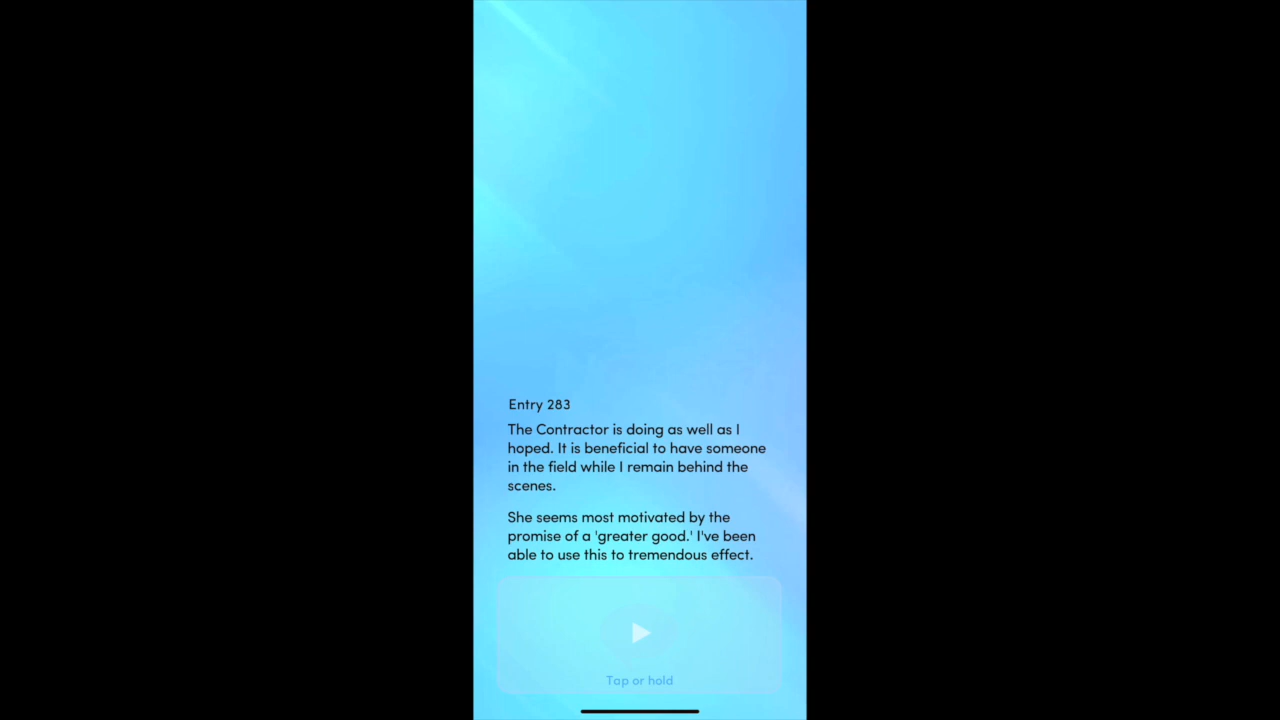 Entry 283
The Contractor is doing as well as I
hoped. It is beneficial to have someone
in the field while I remain behind the
scenes.
She seems most motivated by the
promise of a 'greater good.' I've been
able to use this to tremendous effect.
Tap or hold